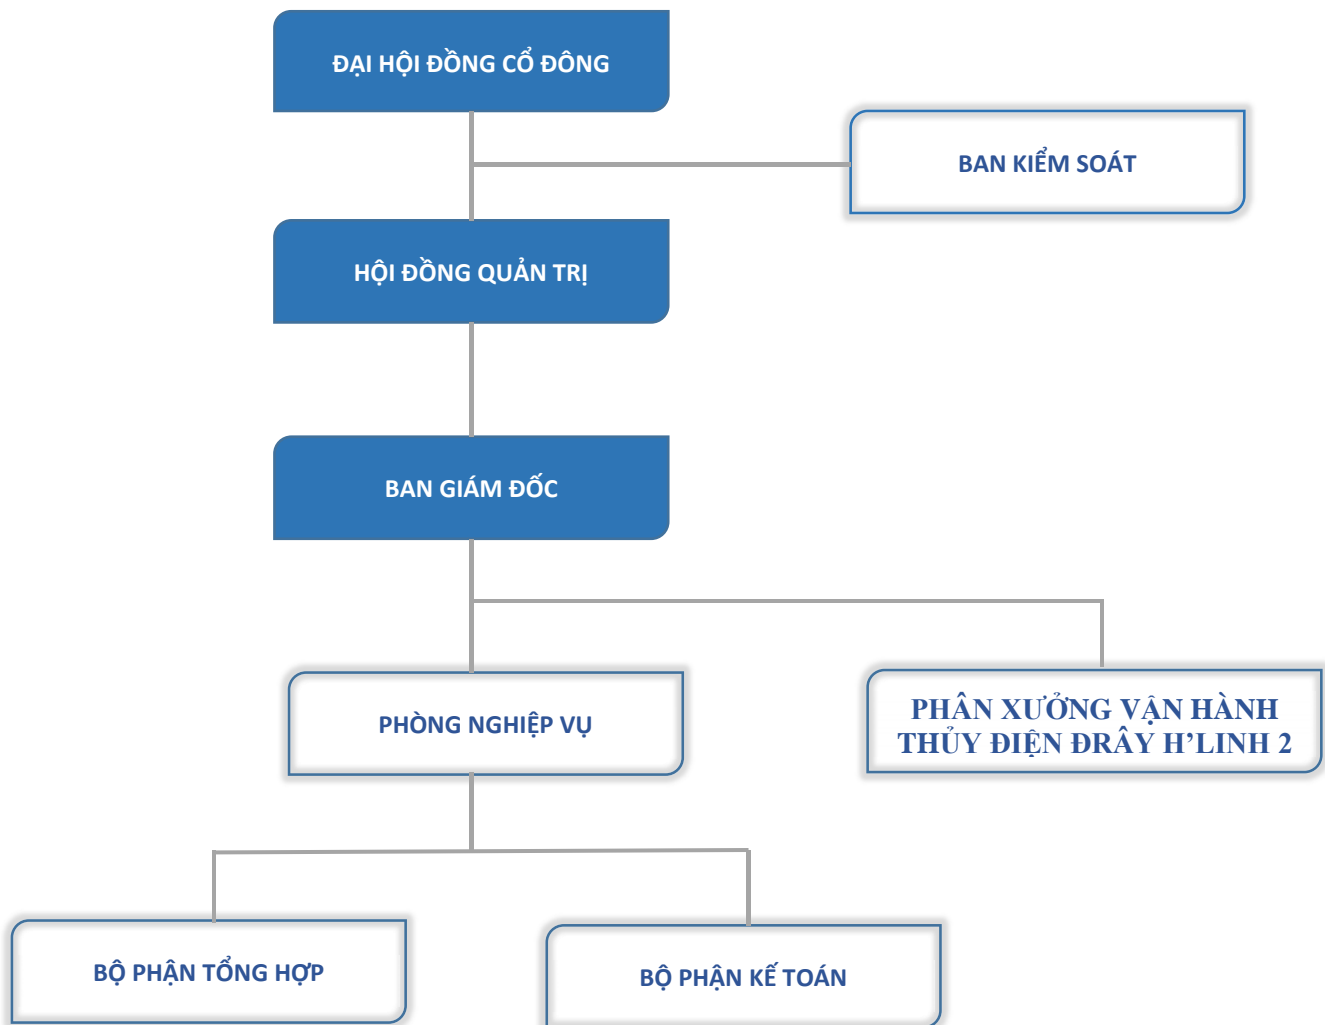 ĐẠI HỘI ĐỒNG CỔ ĐÔNG
BAN KIỂM SOÁT
HỘI ĐỒNG QUẢN TRỊ
BAN GIÁM ĐỐC
PHÒNG NGHIỆP VỤ
PHÂN XƯỞNG VẬN HÀNH
THỦY ĐIỆN ĐRÂY H’LINH 2
BỘ PHẬN TỔNG HỢP
BỘ PHẬN KẾ TOÁN